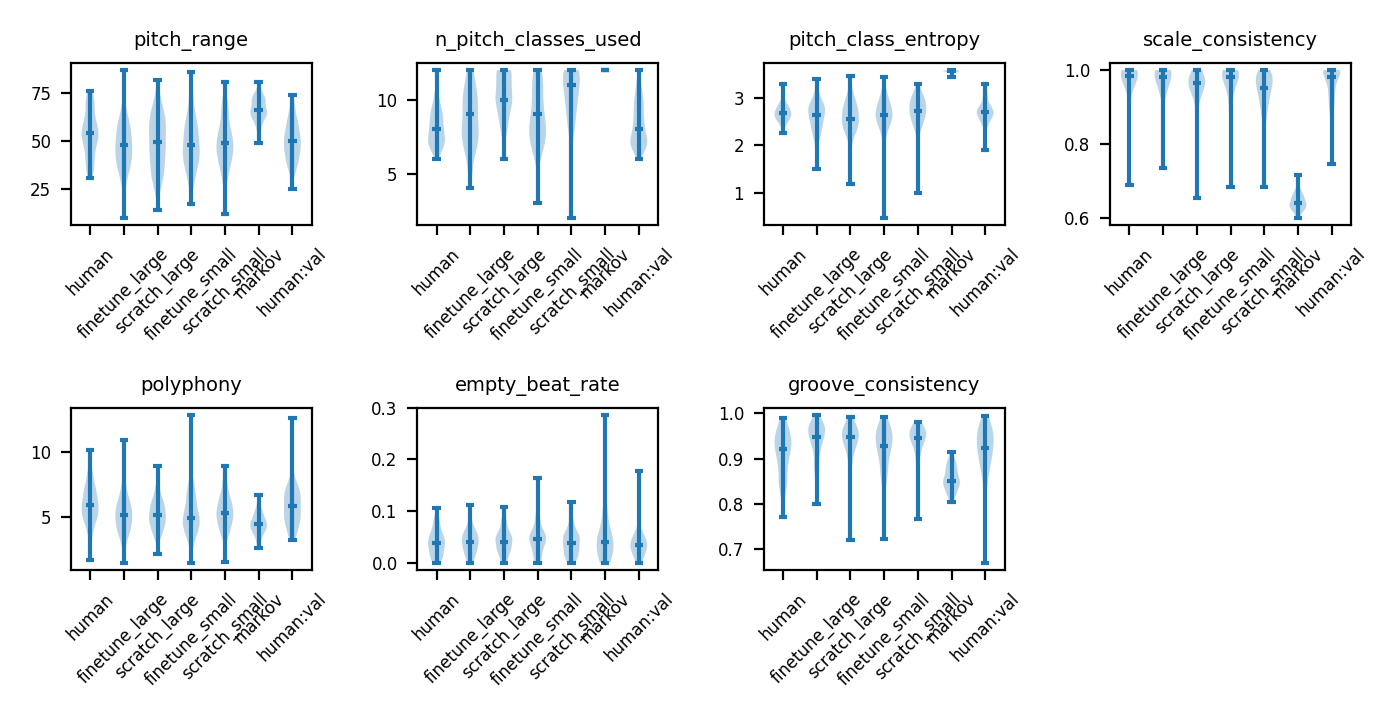 pitch_range
n_pitch_classes_used
pitch_class_entropy
scale_consistency
75
50
25
10
5
3
2
1
1.0
0.8
0.6
human
finetune_large
scratch_large
finetune_small
scratch_small
markov
human:val
human
finetune_large
scratch_large
finetune_small
scratch_small
markov
human:val
human
finetune_large
scratch_large
finetune_small
scratch_small
markov
human:val
human
finetune_large
scratch_large
finetune_small
scratch_small
markov
human:val
polyphony
empty_beat_rate
groove_consistency
10
5
0.3
0.2
0.1
0.0
1.0
0.9
0.8
0.7
human
finetune_large
scratch_large
finetune_small
scratch_small
markov
human:val
human
finetune_large
scratch_large
finetune_small
scratch_small
markov
human:val
human
finetune_large
scratch_large
finetune_small
scratch_small
markov
human:val